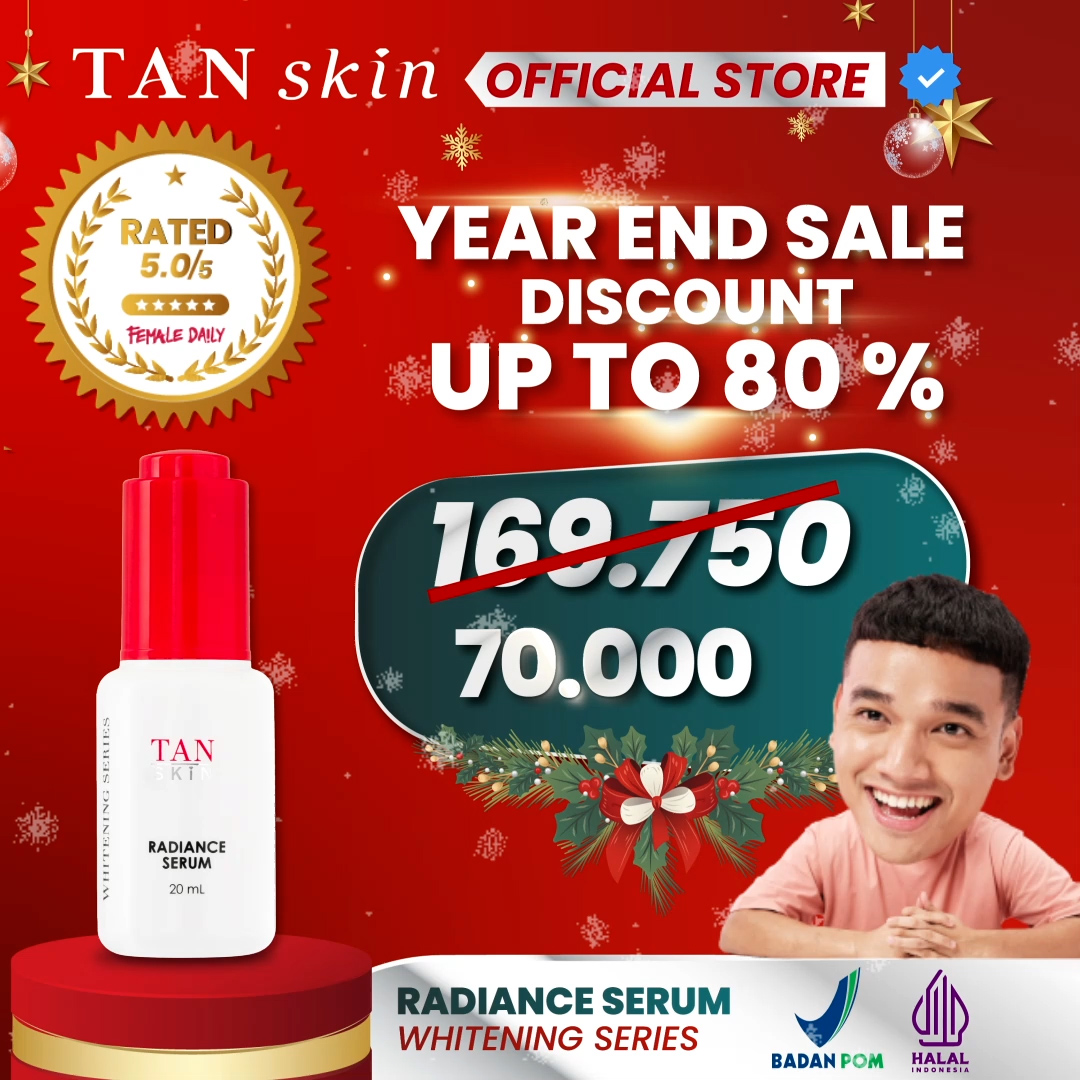 TAN skin OFFICIAL STORE
RATED
5.0/5
FEMALE DAILY
YEAR END SALE
DISCOUNT
UP TO 80 %
169.750
70.000
WHITENING SERIES
TAN
SKiN
RADIANCE
SERUM
20 mL
RADIANCE SERUM
WHITENING SERIES
BADAN POM
HALAL
INDONESIA